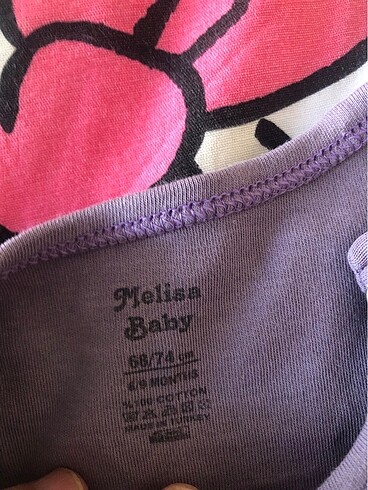 Melisa
Baby
68/74 cm
6/9 MONTHS
%100 COTTON
MADE IN TURKEY